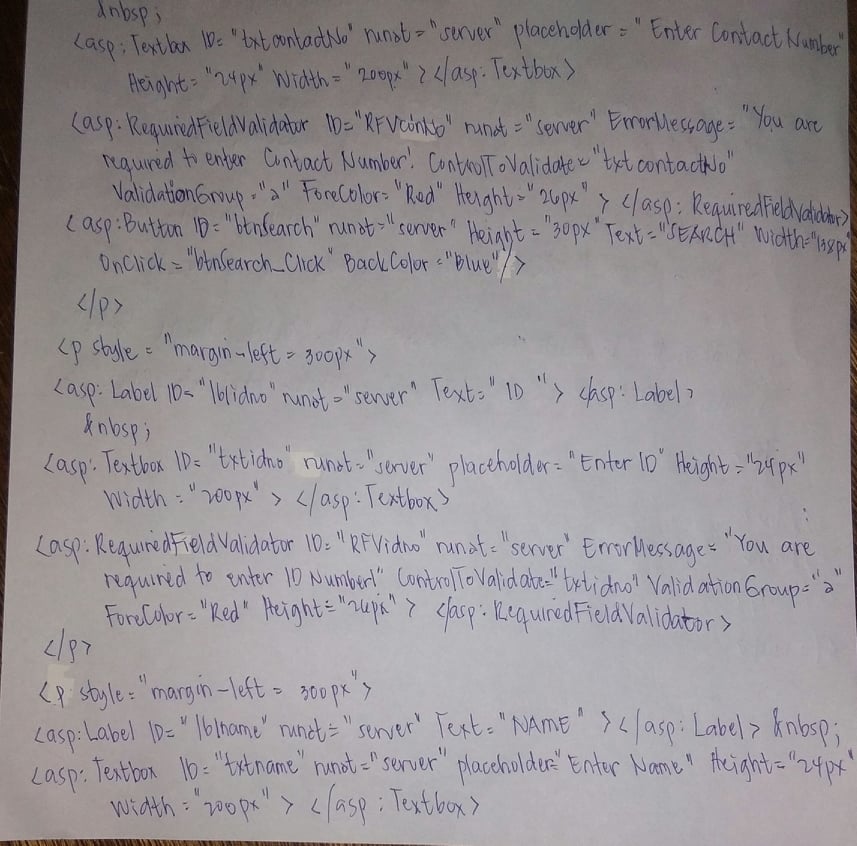 &nbsp;
<asp:Textbox ID="txtcontactNo" runat="server" placeholder="Enter Contact Number"
Height="24px" Width="200px"></asp:Textbox>
<asp:RequiredFieldValidator ID="RFVconNo" runat="server" ErrorMessage="You are
required to enter Contact Number!. ControlToValidate="txtcontactNo"
ValidationGroup="a" ForeColor="Red" Height="26px"></asp:RequiredFieldValidator>
<asp:Button ID="btnSearch" runat="server" Height="30px" Text="SEARCH" Width="138px"
OnClick="btnSearch_Click" BackColor="Blue"/>
</p>
<p style="margin-left=300px">
<asp:Label ID="lblidno" runat="server" Text="ID"></asp:Label>
&nbsp;
<asp:Textbox ID="txtidno" runat="server" placeholder="Enter ID" Height="24px"
Width="200px"></asp:Textbox>
<asp:RequiredFieldValidator ID="RFVidno" runat="server" ErrorMessage="You are
required to enter ID Number!" ControlToValidate="txtidno" ValidationGroup="a"
ForeColor="Red" Height="26px"></asp:RequiredFieldValidator>
</p>
<p style="margin-left=300px">
<asp:Label ID="lblname" runat="server" Text="NAME"></asp:Label> &nbsp;
<asp:Textbox ID="txtname" runat="server" placeholder="Enter Name" Height="24px"
Width="200px"></asp:Textbox>